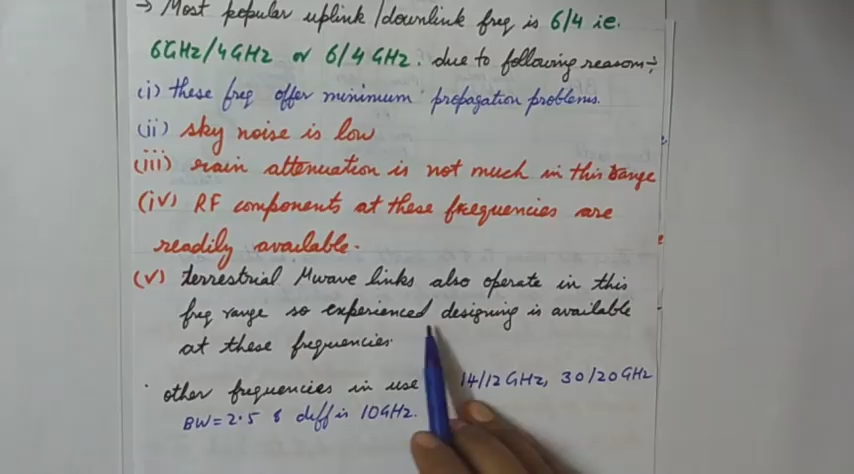 → Most popular uplink/downlink freq is 6/4 i.e.
6GHz/4GHz or 6/4 GHz. due to following reason:-
(i) these freq offer minimum propagation problems.
(ii) sky noise is low
(iii) rain attenuation is not much in this range
(iv) RF components at these frequencies are
readily available.
(v) terrestrial Mwave links also operate in this
freq range so experienced designing is available
at these frequencies.
other frequencies in use 14/12 GHz, 30/20 GHz
BW = 2.5 & diff is 10 GHz.